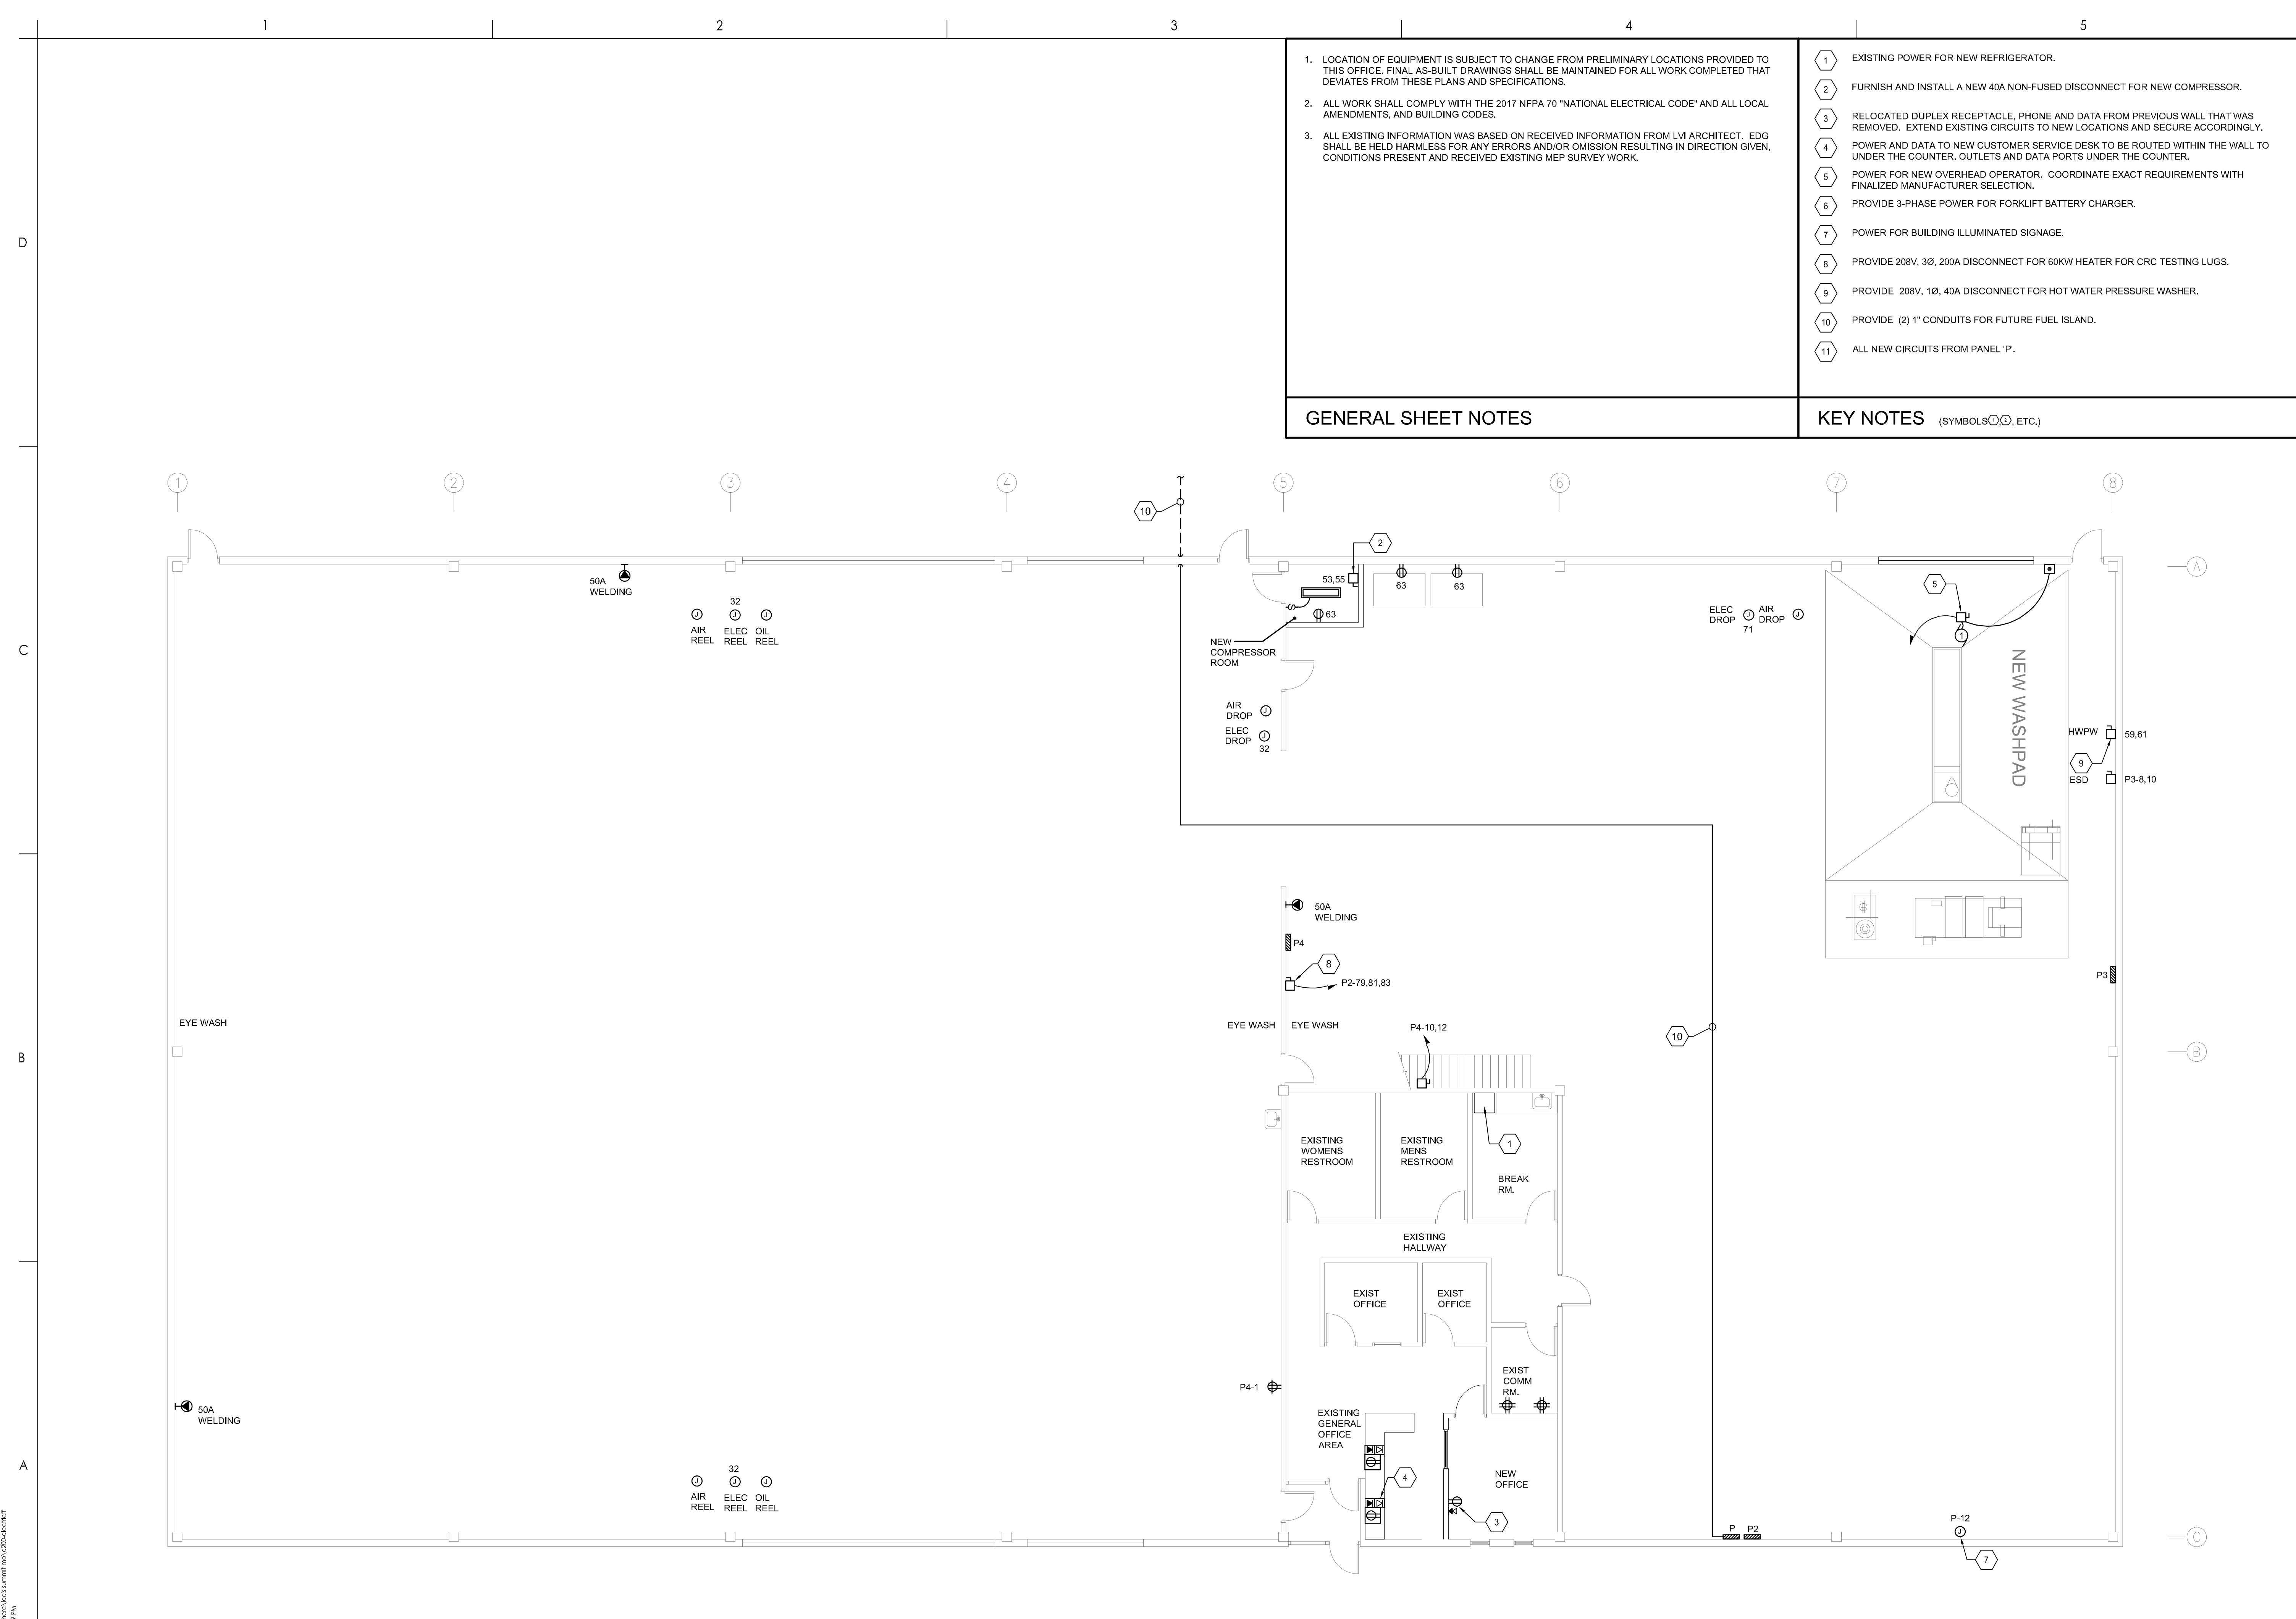 1
2
3
4
5
1. LOCATION OF EQUIPMENT IS SUBJECT TO CHANGE FROM PRELIMINARY LOCATIONS PROVIDED TO
THIS OFFICE. FINAL AS-BUILT DRAWINGS SHALL BE MAINTAINED FOR ALL WORK COMPLETED THAT
DEVIATES FROM THESE PLANS AND SPECIFICATIONS.
2. ALL WORK SHALL COMPLY WITH THE 2017 NFPA 70 "NATIONAL ELECTRICAL CODE" AND ALL LOCAL
AMENDMENTS, AND BUILDING CODES.
3. ALL EXISTING INFORMATION WAS BASED ON RECEIVED INFORMATION FROM LVI ARCHITECT. EDG
SHALL BE HELD HARMLESS FOR ANY ERRORS AND/OR OMISSION RESULTING IN DIRECTION GIVEN,
CONDITIONS PRESENT AND RECEIVED EXISTING MEP SURVEY WORK.
GENERAL SHEET NOTES
1 EXISTING POWER FOR NEW REFRIGERATOR.
2 FURNISH AND INSTALL A NEW 40A NON-FUSED DISCONNECT FOR NEW COMPRESSOR.
3 RELOCATED DUPLEX RECEPTACLE, PHONE AND DATA FROM PREVIOUS WALL THAT WAS
REMOVED. EXTEND EXISTING CIRCUITS TO NEW LOCATIONS AND SECURE ACCORDINGLY.
4 POWER AND DATA TO NEW CUSTOMER SERVICE DESK TO BE ROUTED WITHIN THE WALL TO
UNDER THE COUNTER. OUTLETS AND DATA PORTS UNDER THE COUNTER.
5 POWER FOR NEW OVERHEAD OPERATOR. COORDINATE EXACT REQUIREMENTS WITH
FINALIZED MANUFACTURER SELECTION.
6 PROVIDE 3-PHASE POWER FOR FORKLIFT BATTERY CHARGER.
7 POWER FOR BUILDING ILLUMINATED SIGNAGE.
8 PROVIDE 208V, 3Ø, 200A DISCONNECT FOR 60KW HEATER FOR CRC TESTING LUGS.
9 PROVIDE 208V, 1Ø, 40A DISCONNECT FOR HOT WATER PRESSURE WASHER.
10 PROVIDE (2) 1" CONDUITS FOR FUTURE FUEL ISLAND.
11 ALL NEW CIRCUITS FROM PANEL 'P'.
KEY NOTES (SYMBOLS 1, 2, ETC.)
D
C
B
A
1
2
3
4
5
6
7
8
10
2
A
50A
WELDING
53,55
63
63
63
5
32
J
J
J
AIR
REEL
ELEC
REEL
OIL
REEL
ELEC
DROP
J
71
AIR
DROP
J
1
NEW
COMPRESSOR
ROOM
NEW WASHPAD
AIR
DROP
J
ELEC
DROP
J
32
HWPW
59,61
9
ESD
P3-8,10
50A
WELDING
P4
8
P2-79,81,83
P3
EYE WASH
EYE WASH
EYE WASH
P4-10,12
10
B
EXISTING
WOMENS
RESTROOM
EXISTING
MENS
RESTROOM
1
BREAK
RM.
EXISTING
HALLWAY
EXIST
OFFICE
EXIST
OFFICE
EXIST
COMM
RM.
P4-1
50A
WELDING
EXISTING
GENERAL
OFFICE
AREA
32
J
J
J
AIR
REEL
ELEC
REEL
OIL
REEL
4
NEW
OFFICE
3
P
P2
P-12
J
7
C